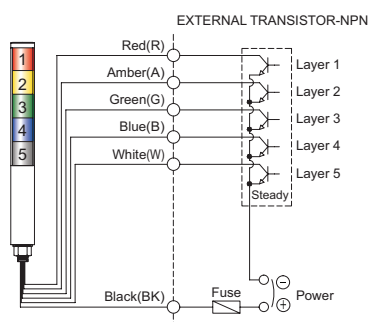 EXTERNAL TRANSISTOR-NPN
Red(R)
Amber(A)
Green(G)
Blue(B)
White(W)
1
2
3
4
5
Layer 1
Layer 2
Layer 3
Layer 4
Layer 5
Steady
Black(BK)
Fuse
−
+
Power